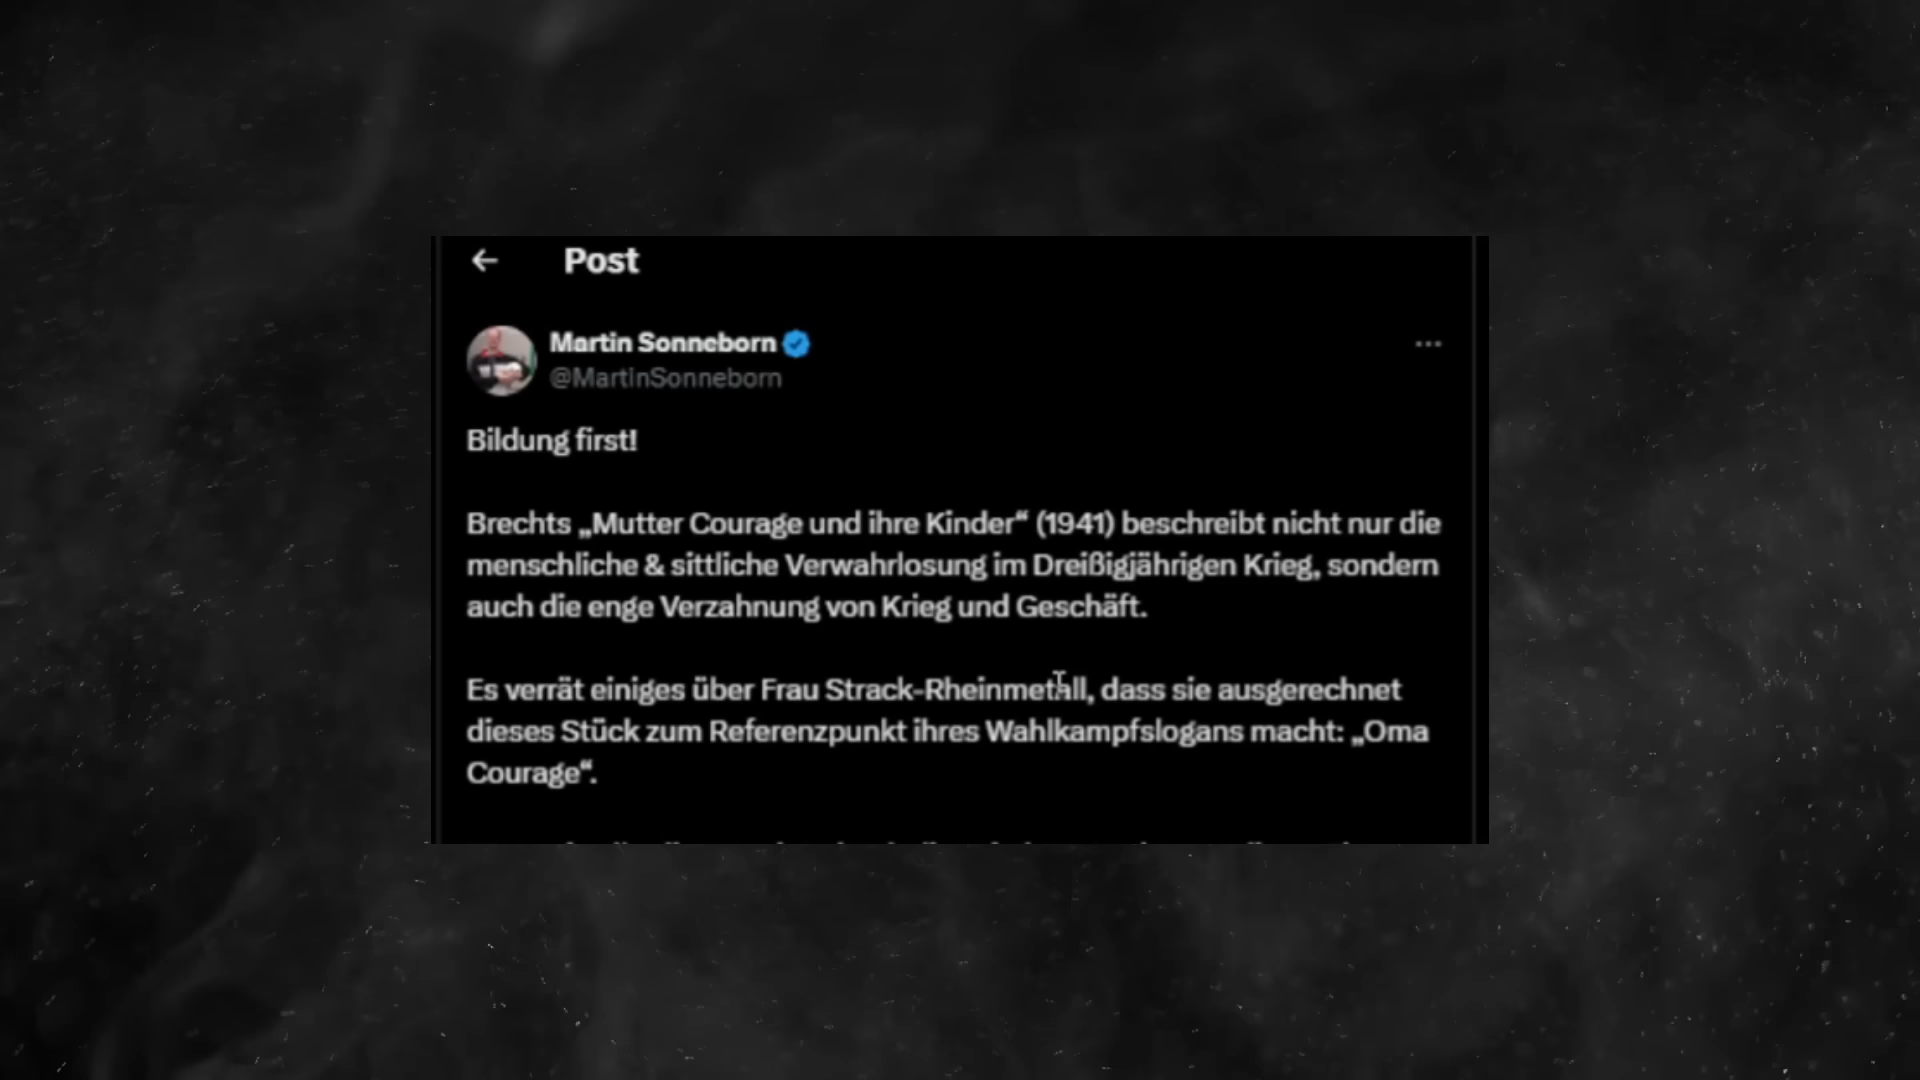 Post
Martin Sonneborn
@MartinSonneborn
Bildung first!
Brechts „Mutter Courage und ihre Kinder“ (1941) beschreibt nicht nur die
menschliche & sittliche Verwahrlosung im Dreißigjährigen Krieg, sondern
auch die enge Verzahnung von Krieg und Geschäft.
Es verrät einiges über Frau Strack-Rheinmetall, dass sie ausgerechnet
dieses Stück zum Referenzpunkt ihres Wahlkampfslogans macht: „Oma
Courage“.